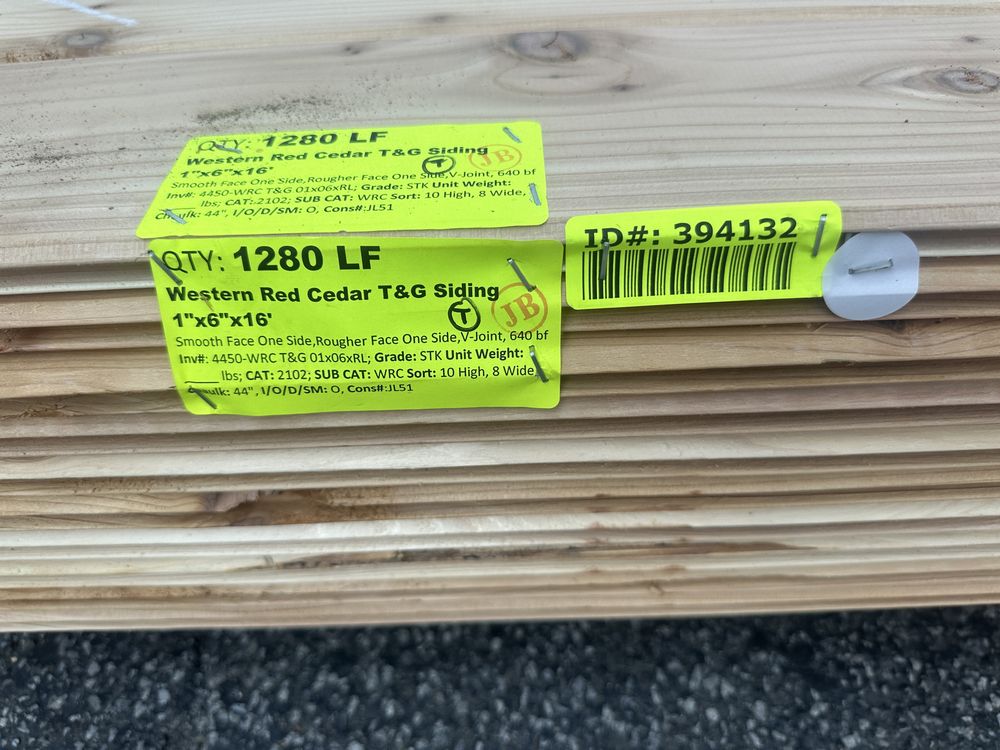 QTY: 1280 LF
Western Red Cedar T&G Siding
1"x6"x16'
T JB
Smooth Face One Side,Rougher Face One Side,V-Joint, 640 bf
Inv#: 4450-WRC T&G 01x06xRL; Grade: STK Unit Weight:
____ lbs; CAT: 2102; SUB CAT: WRC Sort: 10 High, 8 Wide,
44", I/O/D/SM: O, Cons#:JL51
QTY: 1280 LF
Western Red Cedar T&G Siding
1"x6"x16'
T JB
Smooth Face One Side,Rougher Face One Side,V-Joint, 640 bf
Inv#: 4450-WRC T&G 01x06xRL; Grade: STK Unit Weight:
____ lbs; CAT: 2102; SUB CAT: WRC Sort: 10 High, 8 Wide,
44", I/O/D/SM: O, Cons#:JL51
ID#: 394132